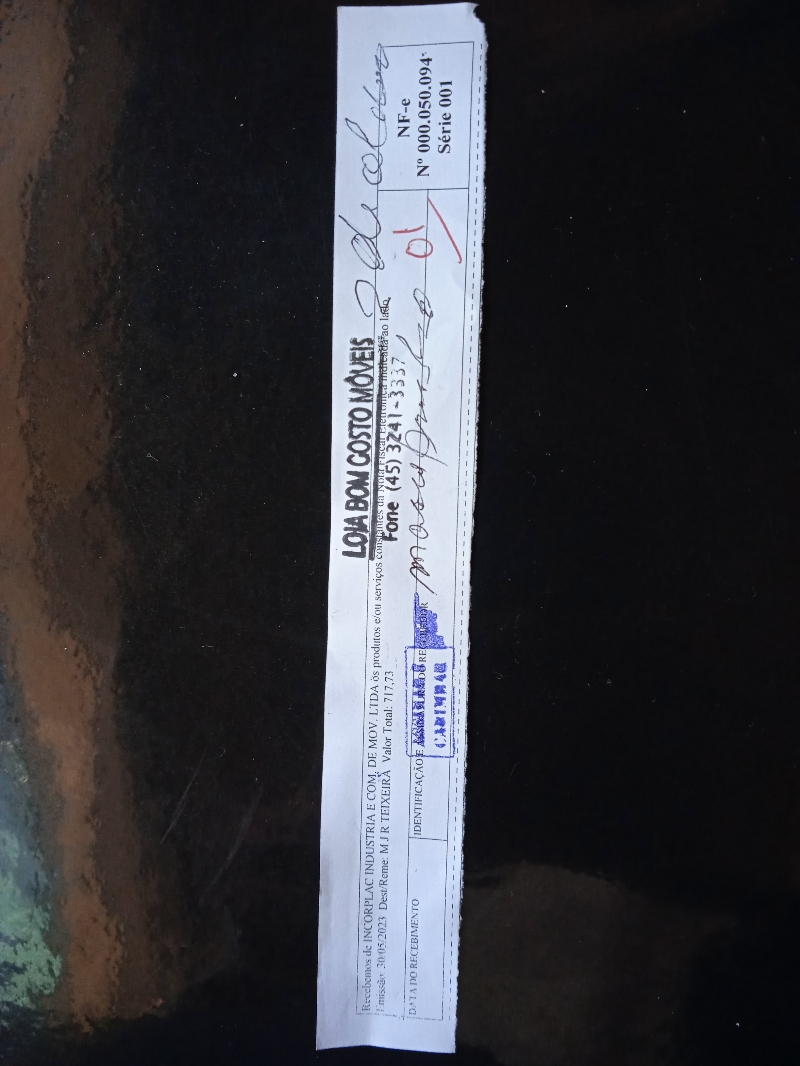 LOJA BOM COSTO MÓVEIS
Recebemos de INCORPLAC INDUSTRIA E COM. DE MOV. LTDA os produtos e/ou serviços constantes da Nota Fiscal Eletrônica indicada ao lado.
Fone (45) 3241-3337
Emissão: 30/05/2023 Dest/Reme: M J R TEIXEIRA Valor Total: 717,73
DATA DO RECEBIMENTO
IDENTIFICAÇÃO E ASSINATURA DO RECEBEDOR
01
NF-e
Nº 000.050.094
Série 001